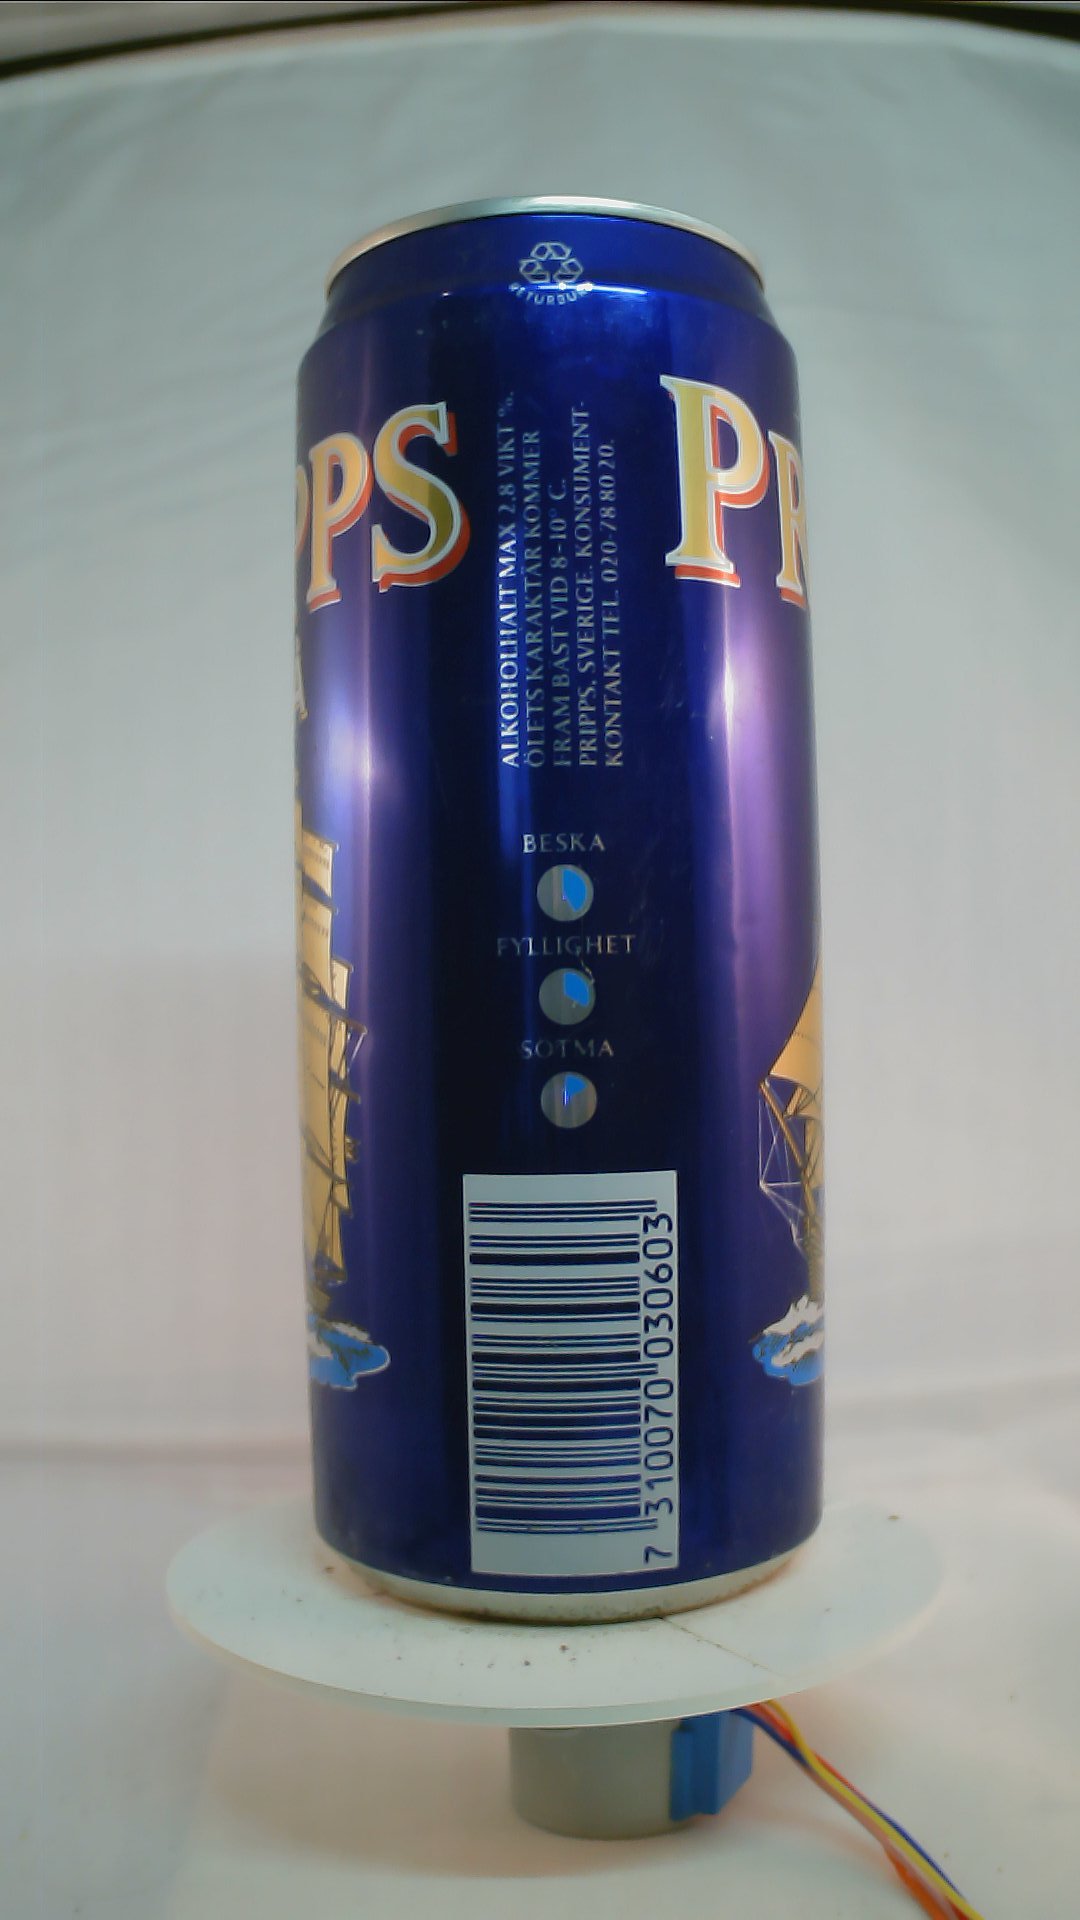 RETURBURK
PPS
PR
ALKOHOLHALT MAX 2.8 VIKT %.
ÖLETS KARAKTÄR KOMMER
FRAM BÄST VID 8-10° C.
PRIPPS, SVERIGE. KONSUMENT-
KONTAKT TEL. 020-78 80 20.
BESKA
FYLLIGHET
SÖTMA
7 310070 030603